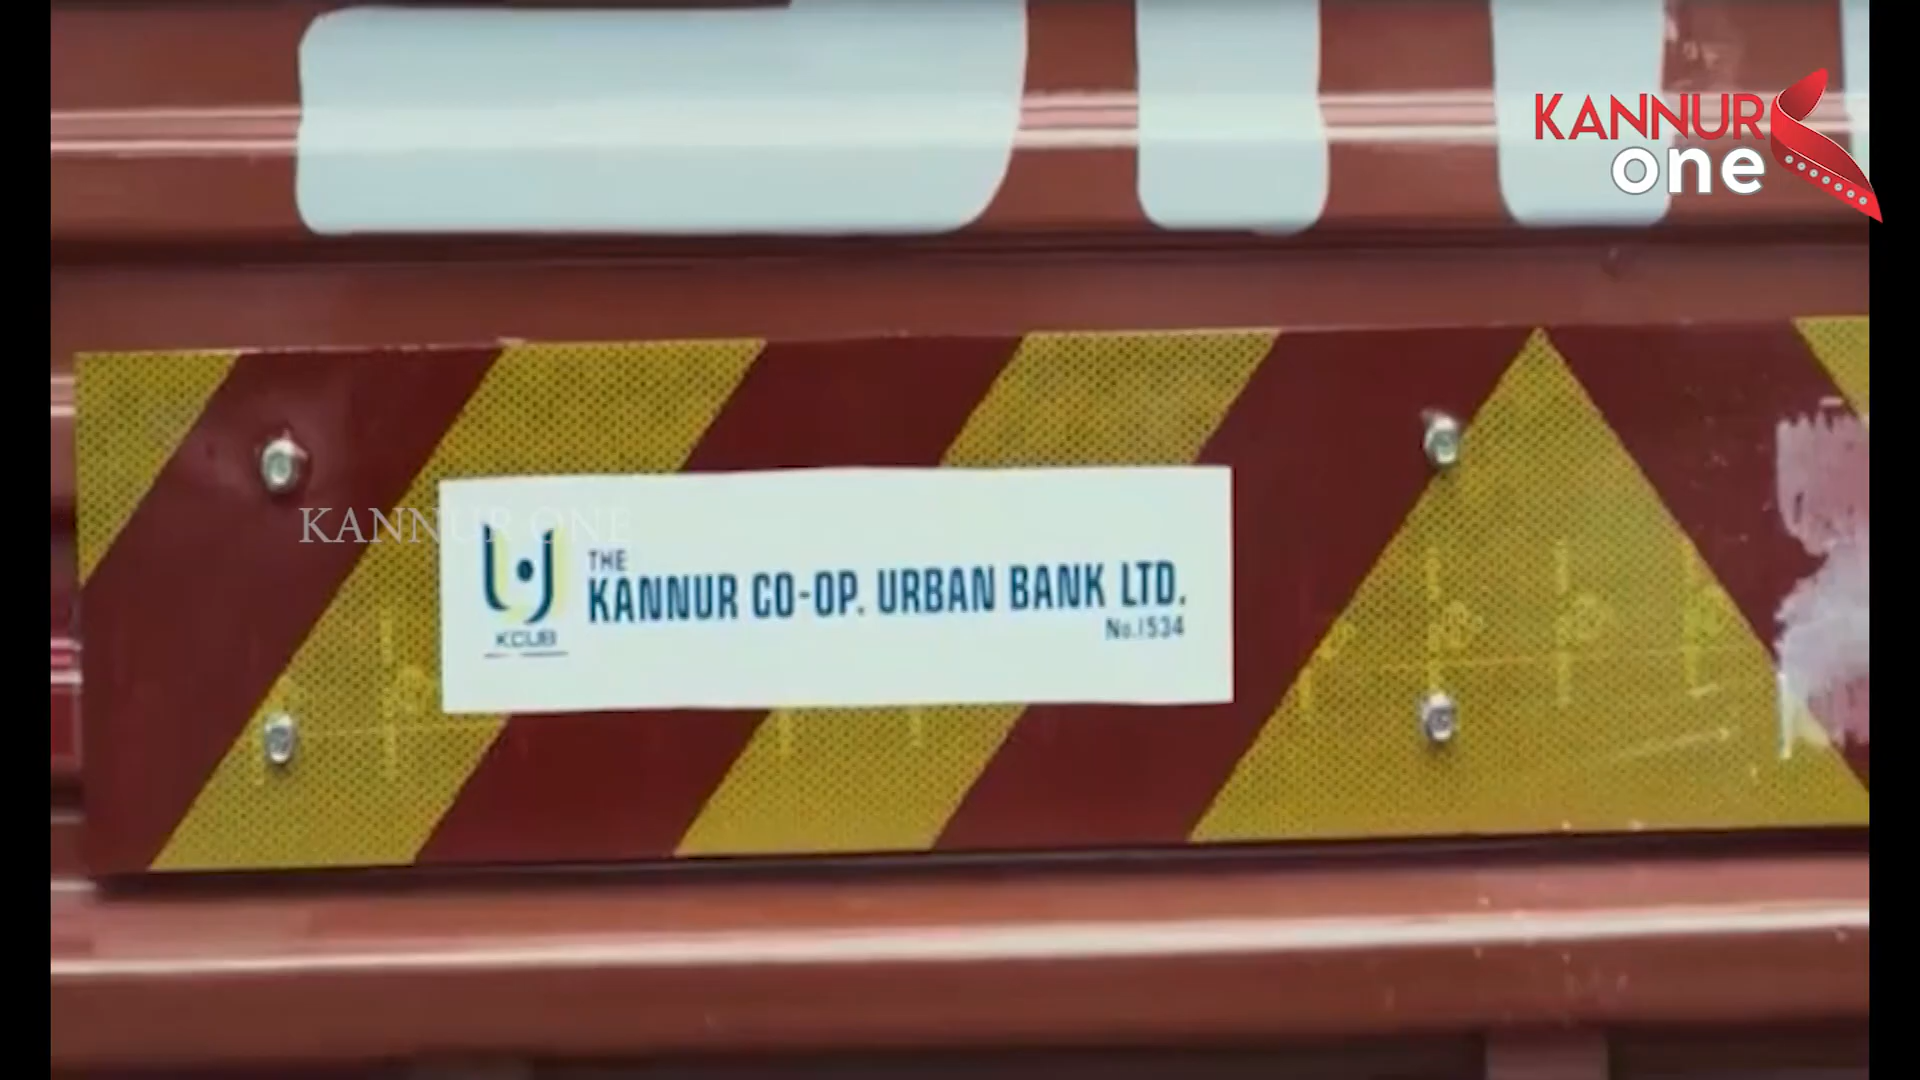 KANNUR
one
KANNUR ONE
THE
KANNUR CO-OP. URBAN BANK LTD.
No.1534
KCUB